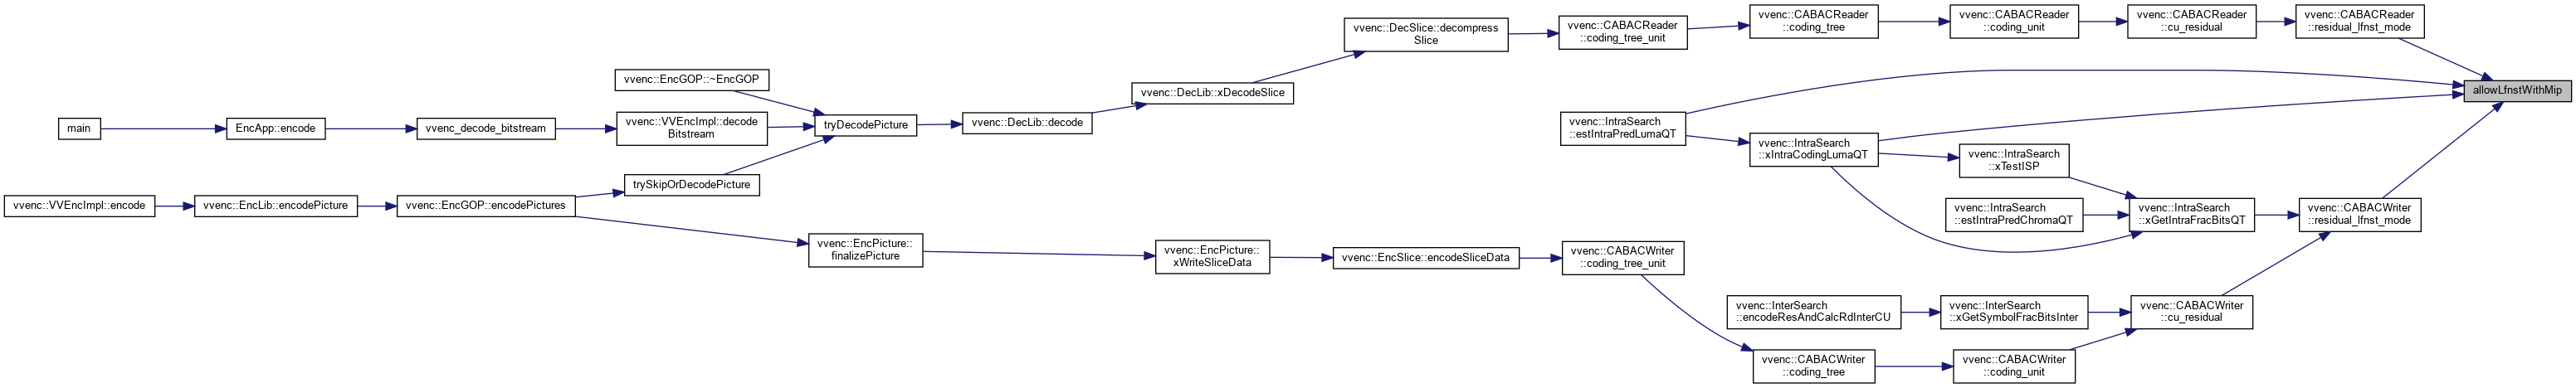 vvenc::DecSlice::decompress
Slice
vvenc::CABACReader
::coding_tree_unit
vvenc::CABACReader
::coding_tree
vvenc::CABACReader
::coding_unit
vvenc::CABACReader
::cu_residual
vvenc::CABACReader
::residual_lfnst_mode
vvenc::EncGOP::~EncGOP
vvenc::DecLib::xDecodeSlice
allowLfnstWithMip
main
EncApp::encode
vvenc_decode_bitstream
vvenc::VVEncImpl::decode
Bitstream
tryDecodePicture
vvenc::DecLib::decode
vvenc::IntraSearch
::estIntraPredLumaQT
vvenc::IntraSearch
::xIntraCodingLumaQT
vvenc::IntraSearch
::xTestISP
trySkipOrDecodePicture
vvenc::VVEncImpl::encode
vvenc::EncLib::encodePicture
vvenc::EncGOP::encodePictures
vvenc::IntraSearch
::estIntraPredChromaQT
vvenc::IntraSearch
::xGetIntraFracBitsQT
vvenc::CABACWriter
::residual_lfnst_mode
vvenc::EncPicture::
finalizePicture
vvenc::EncPicture::
xWriteSliceData
vvenc::EncSlice::encodeSliceData
vvenc::CABACWriter
::coding_tree_unit
vvenc::InterSearch
::encodeResAndCalcRdInterCU
vvenc::InterSearch
::xGetSymbolFracBitsInter
vvenc::CABACWriter
::cu_residual
vvenc::CABACWriter
::coding_tree
vvenc::CABACWriter
::coding_unit